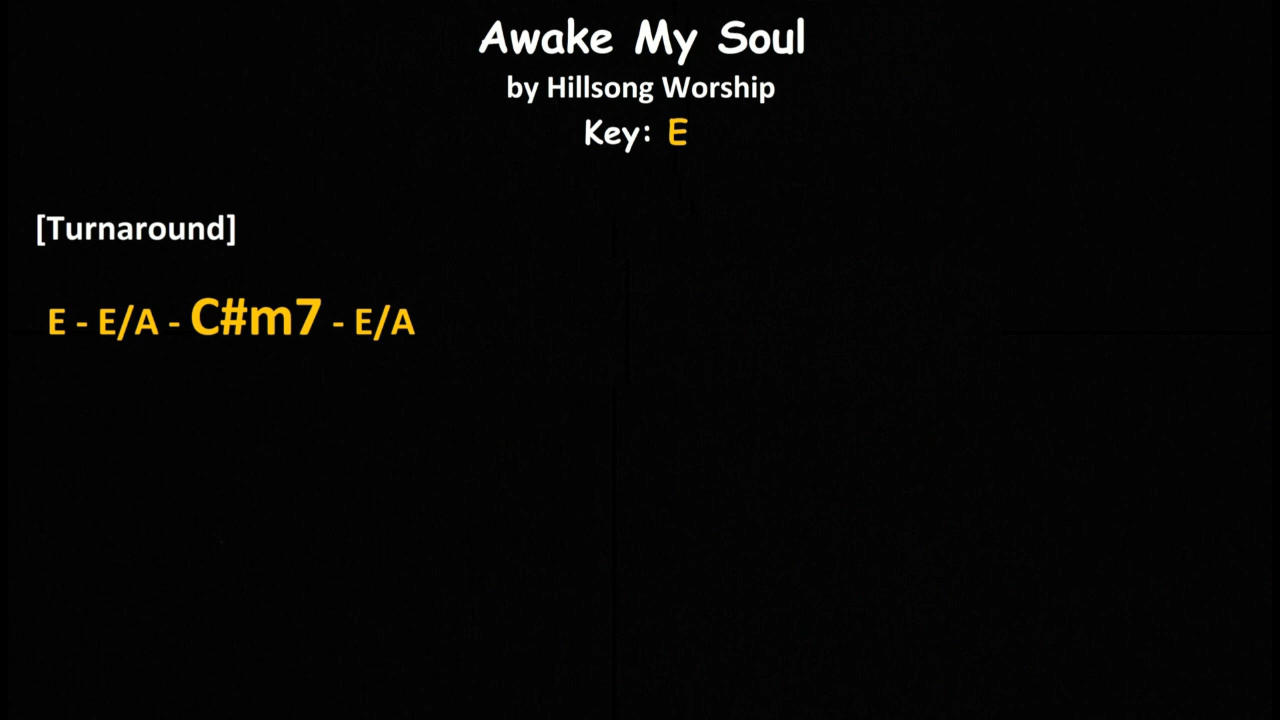 Awake My Soul
by Hillsong Worship
Key: E
[Turnaround]
E - E/A - C#m7 - E/A